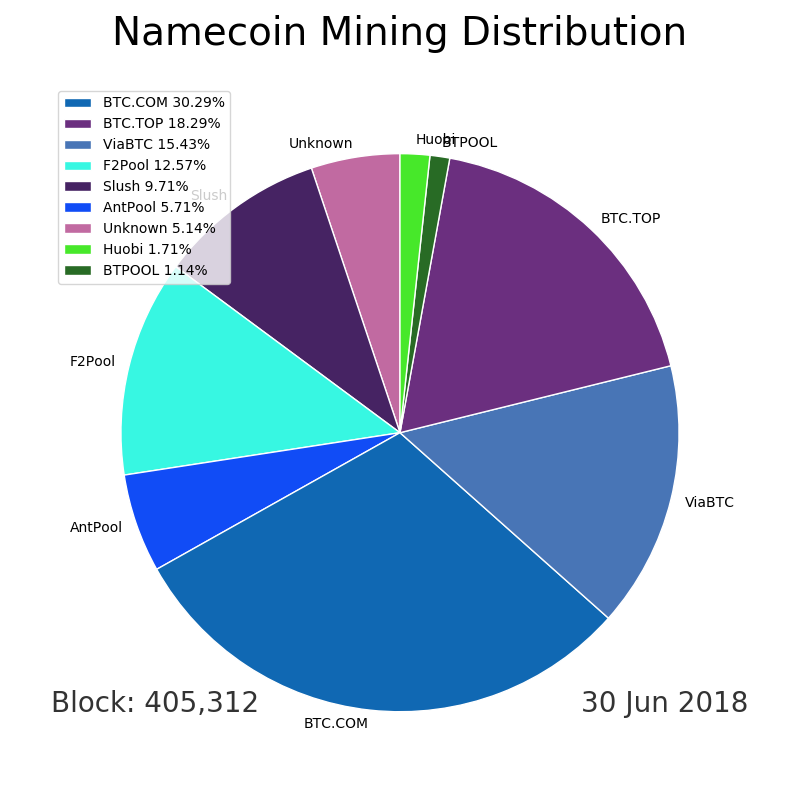 Namecoin Mining Distribution
BTC.COM 30.29%
BTC.TOP 18.29%
ViaBTC 15.43%
F2Pool 12.57%
Slush 9.71%
AntPool 5.71%
Unknown 5.14%
Huobi 1.71%
BTPOOL 1.14%
Unknown
Huobi
BTPOOL
Slush
BTC.TOP
F2Pool
ViaBTC
AntPool
BTC.COM
Block: 405,312
30 Jun 2018